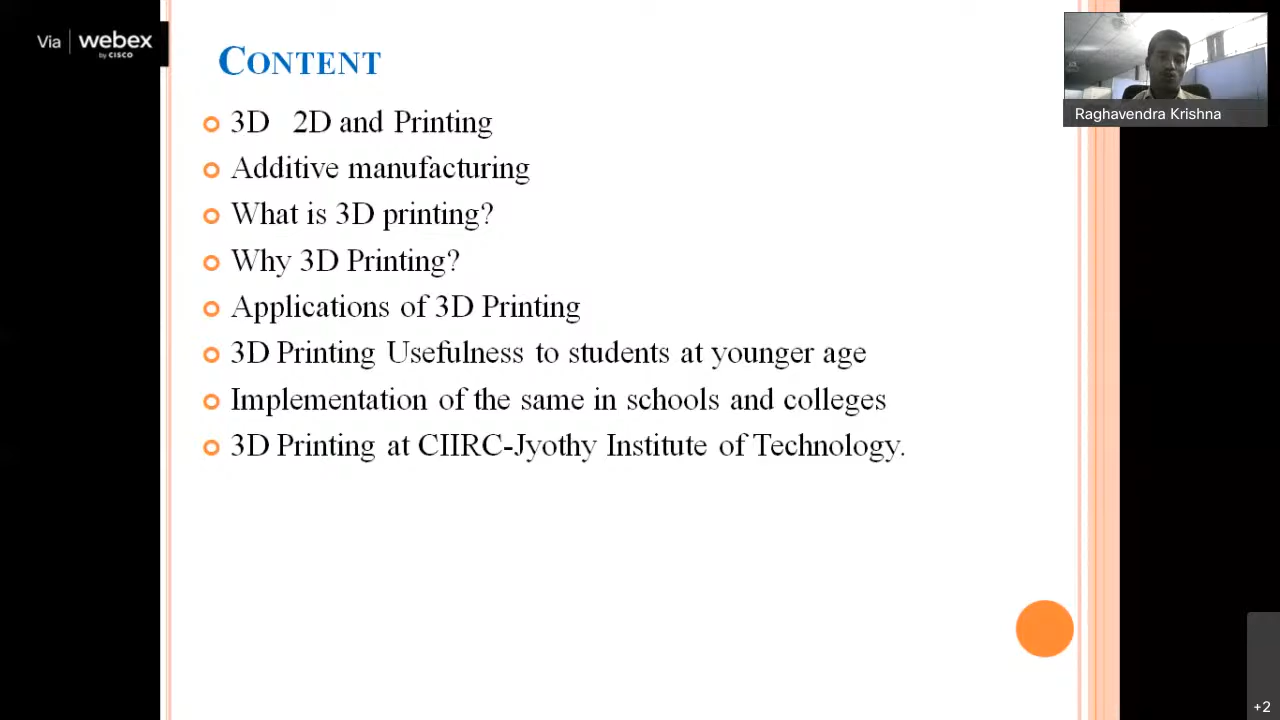 Via webex
by CISCO
CONTENT
3D 2D and Printing
Additive manufacturing
What is 3D printing?
Why 3D Printing?
Applications of 3D Printing
3D Printing Usefulness to students at younger age
Implementation of the same in schools and colleges
3D Printing at CIIRC-Jyothy Institute of Technology.
Raghavendra Krishna
+2